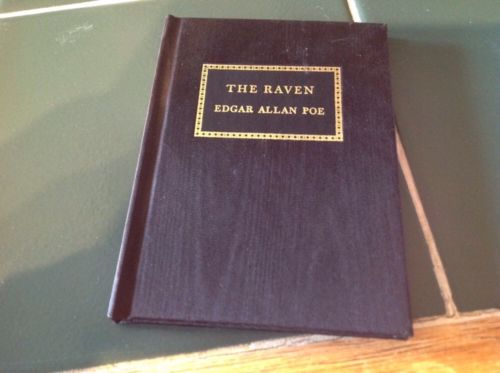 THE RAVEN
EDGAR ALLAN POE